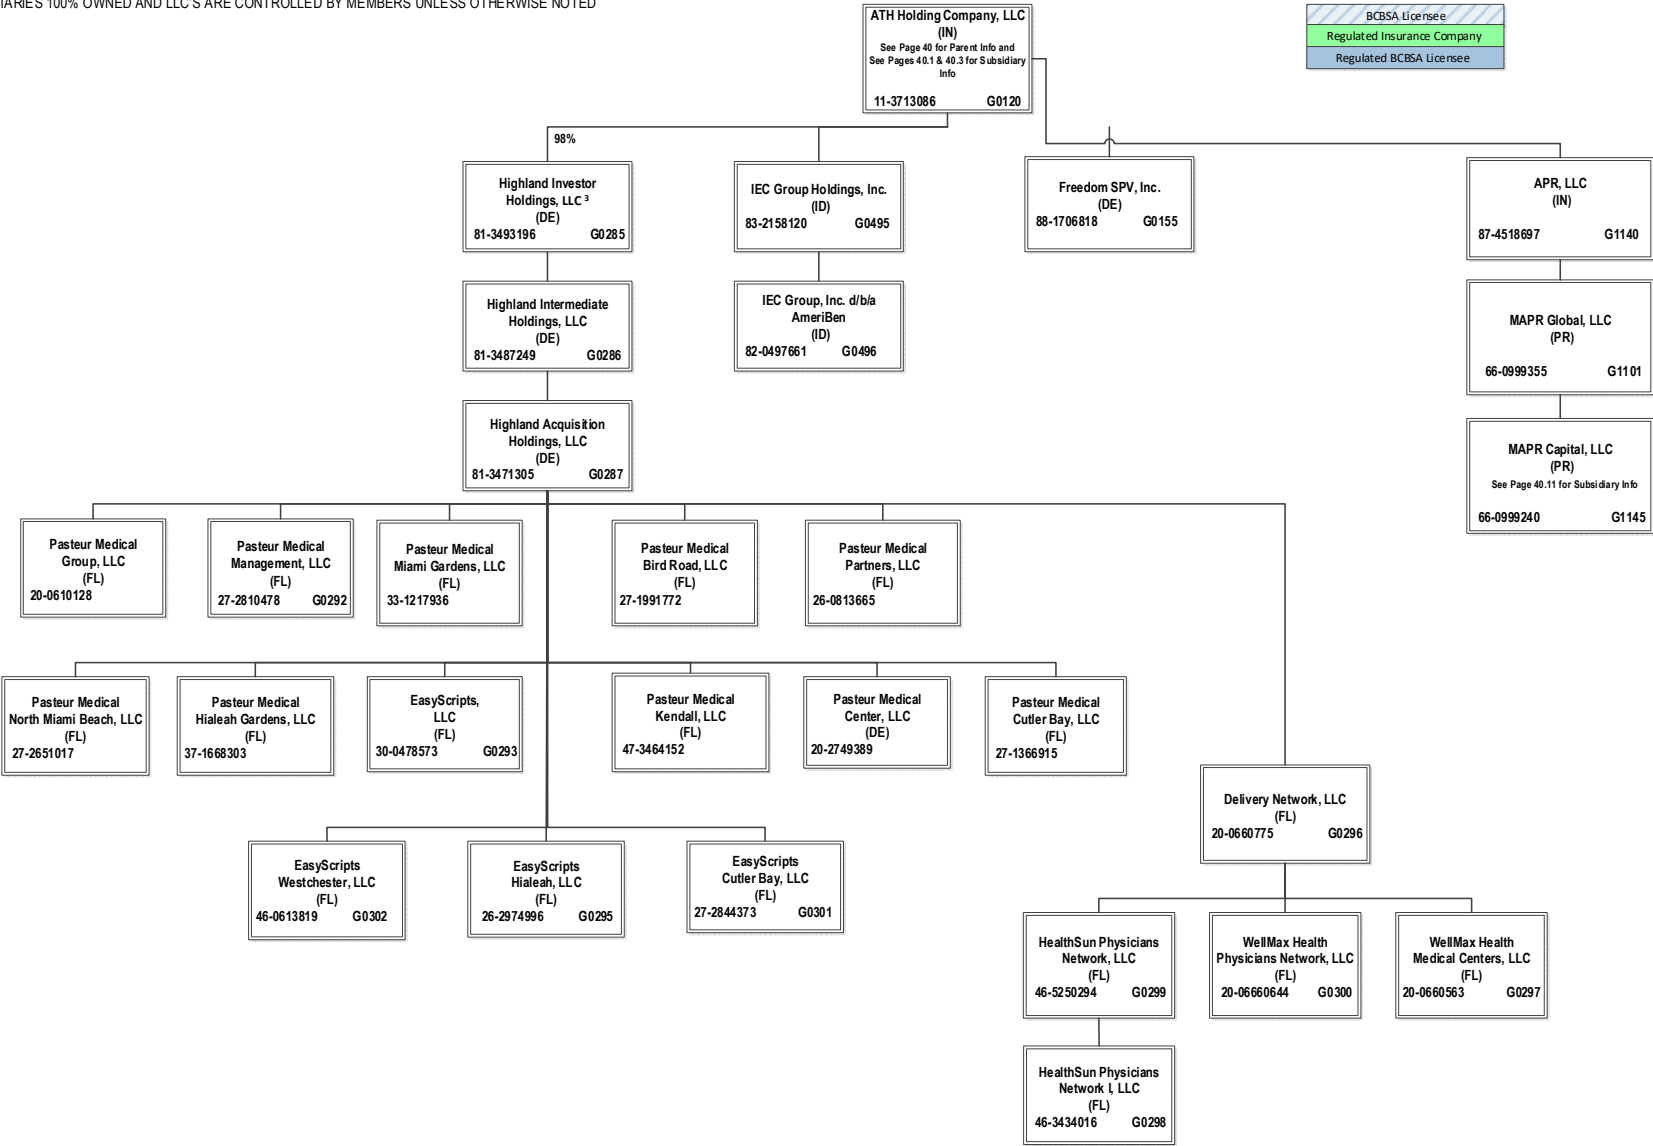 IARIES 100% OWNED AND LLC'S ARE CONTROLLED BY MEMBERS UNLESS OTHERWISE NOTED
ATH Holding Company, LLC
(IN)
See Page 40 for Parent Info and
See Pages 40.1 & 40.3 for Subsidiary
Info
11-3713086 G0120
BCBSA Licensee
Regulated Insurance Company
Regulated BCBSA Licensee
98%
Highland Investor
Holdings, LLC ³
(DE)
81-3493196 G0285
IEC Group Holdings, Inc.
(ID)
83-2158120 G0495
Freedom SPV, Inc.
(DE)
88-1706818 G0155
APR, LLC
(IN)
87-4518697 G1140
Highland Intermediate
Holdings, LLC
(DE)
81-3487249 G0286
IEC Group, Inc. d/b/a
AmeriBen
(ID)
82-0497661 G0496
MAPR Global, LLC
(PR)
66-0999355 G1101
Highland Acquisition
Holdings, LLC
(DE)
81-3471305 G0287
MAPR Capital, LLC
(PR)
See Page 40.11 for Subsidiary Info
66-0999240 G1145
Pasteur Medical
Group, LLC
(FL)
20-0610128
Pasteur Medical
Management, LLC
(FL)
27-2810478 G0292
Pasteur Medical
Miami Gardens, LLC
(FL)
33-1217936
Pasteur Medical
Bird Road, LLC
(FL)
27-1991772
Pasteur Medical
Partners, LLC
(FL)
26-0813665
Pasteur Medical
North Miami Beach, LLC
(FL)
27-2651017
Pasteur Medical
Hialeah Gardens, LLC
(FL)
37-1668303
EasyScripts,
LLC
(FL)
30-0478573 G0293
Pasteur Medical
Kendall, LLC
(FL)
47-3464152
Pasteur Medical
Center, LLC
(DE)
20-2749389
Pasteur Medical
Cutler Bay, LLC
(FL)
27-1366915
Delivery Network, LLC
(FL)
20-0660775 G0296
EasyScripts
Westchester, LLC
(FL)
46-0613819 G0302
EasyScripts
Hialeah, LLC
(FL)
26-2974996 G0295
EasyScripts
Cutler Bay, LLC
(FL)
27-2844373 G0301
HealthSun Physicians
Network, LLC
(FL)
46-5250294 G0299
WellMax Health
Physicians Network, LLC
(FL)
20-06660644 G0300
WellMax Health
Medical Centers, LLC
(FL)
20-0660563 G0297
HealthSun Physicians
Network I, LLC
(FL)
46-3434016 G0298